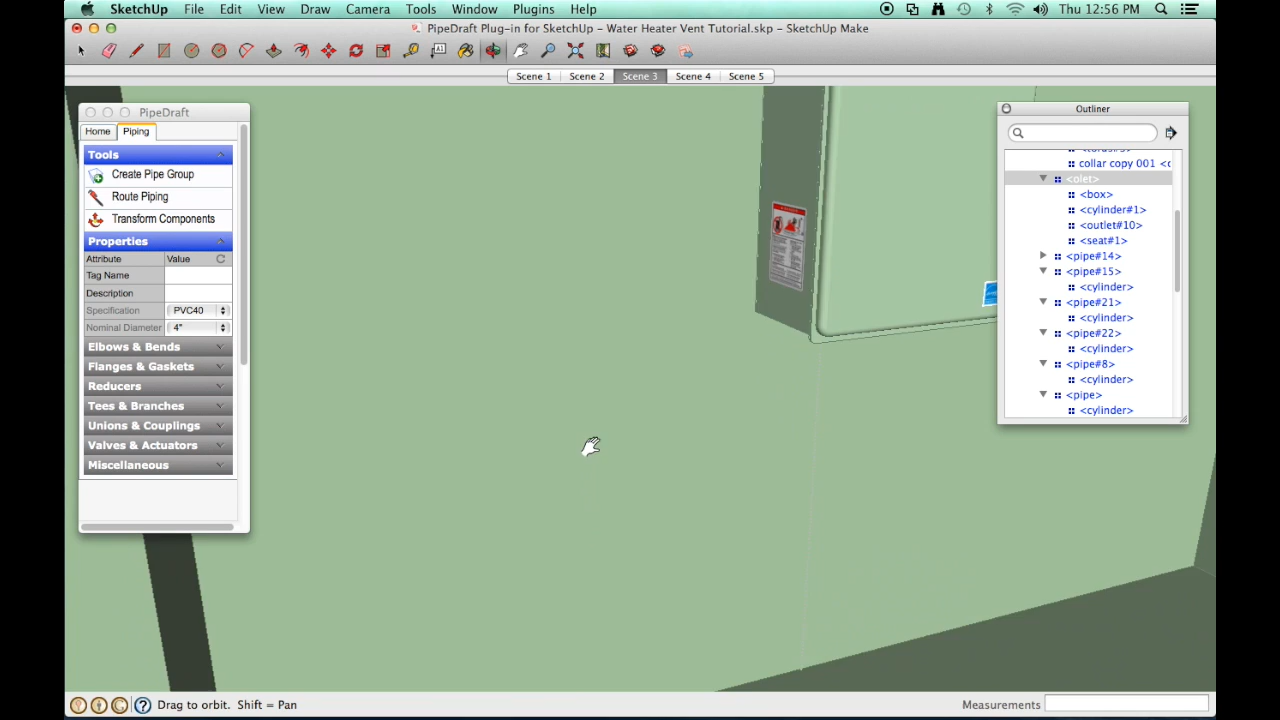 SketchUp File Edit View Draw Camera Tools Window Plugins Help Thu 12:56 PM
PipeDraft Plug-in for SketchUp – Water Heater Vent Tutorial.skp – SketchUp Make
Scene 1 Scene 2 Scene 3 Scene 4 Scene 5
PipeDraft
Home Piping
Tools
Create Pipe Group
Route Piping
Transform Components
Properties
Attribute Value
Tag Name
Description
Specification PVC40
Nominal Diameter 4"
Elbows & Bends
Flanges & Gaskets
Reducers
Tees & Branches
Unions & Couplings
Valves & Actuators
Miscellaneous
Outliner
collar copy 001 <c
<olet>
<box>
<cylinder#1>
<outlet#10>
<seat#1>
<pipe#14>
<pipe#15>
<cylinder>
<pipe#21>
<cylinder>
<pipe#22>
<cylinder>
<pipe#8>
<cylinder>
<pipe>
<cylinder>
Drag to orbit. Shift = Pan
Measurements